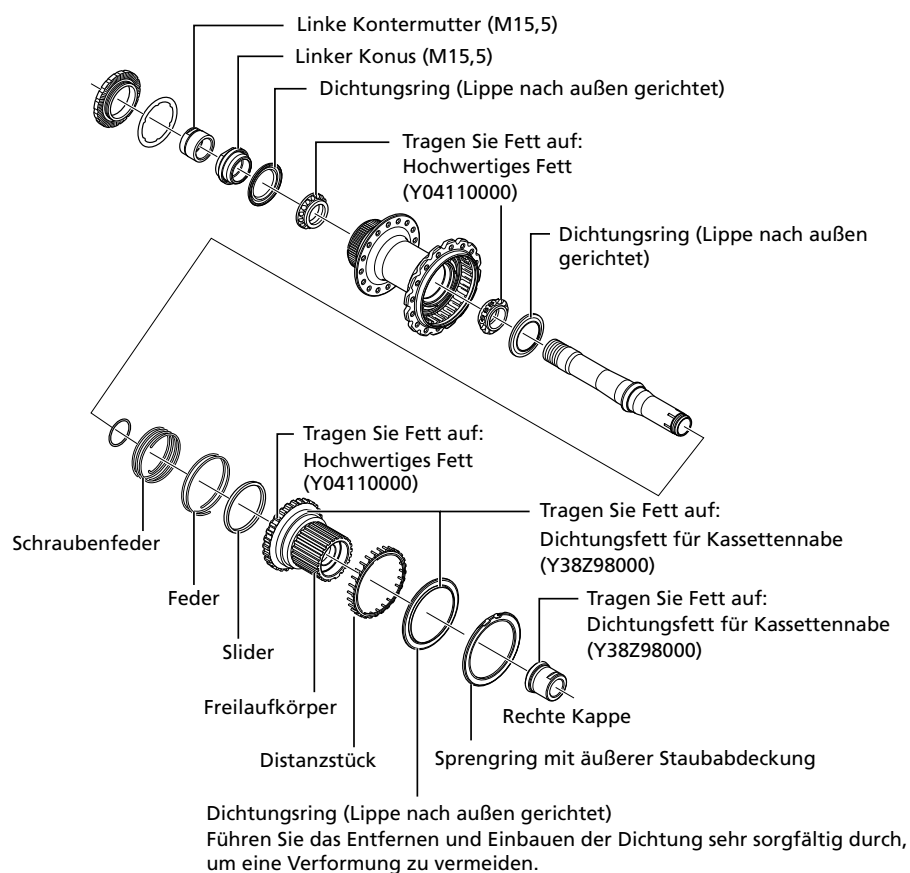 Linke Kontermutter (M15,5)
Linker Konus (M15,5)
Dichtungsring (Lippe nach außen gerichtet)
Tragen Sie Fett auf:
Hochwertiges Fett
(Y04110000)
Dichtungsring (Lippe nach außen
gerichtet)
Tragen Sie Fett auf:
Hochwertiges Fett
(Y04110000)
Tragen Sie Fett auf:
Dichtungsfett für Kassettennabe
(Y38Z98000)
Schraubenfeder
Feder
Tragen Sie Fett auf:
Dichtungsfett für Kassettennabe
(Y38Z98000)
Slider
Freilaufkörper
Rechte Kappe
Distanzstück
Sprengring mit äußerer Staubabdeckung
Dichtungsring (Lippe nach außen gerichtet)
Führen Sie das Entfernen und Einbauen der Dichtung sehr sorgfältig durch,
um eine Verformung zu vermeiden.